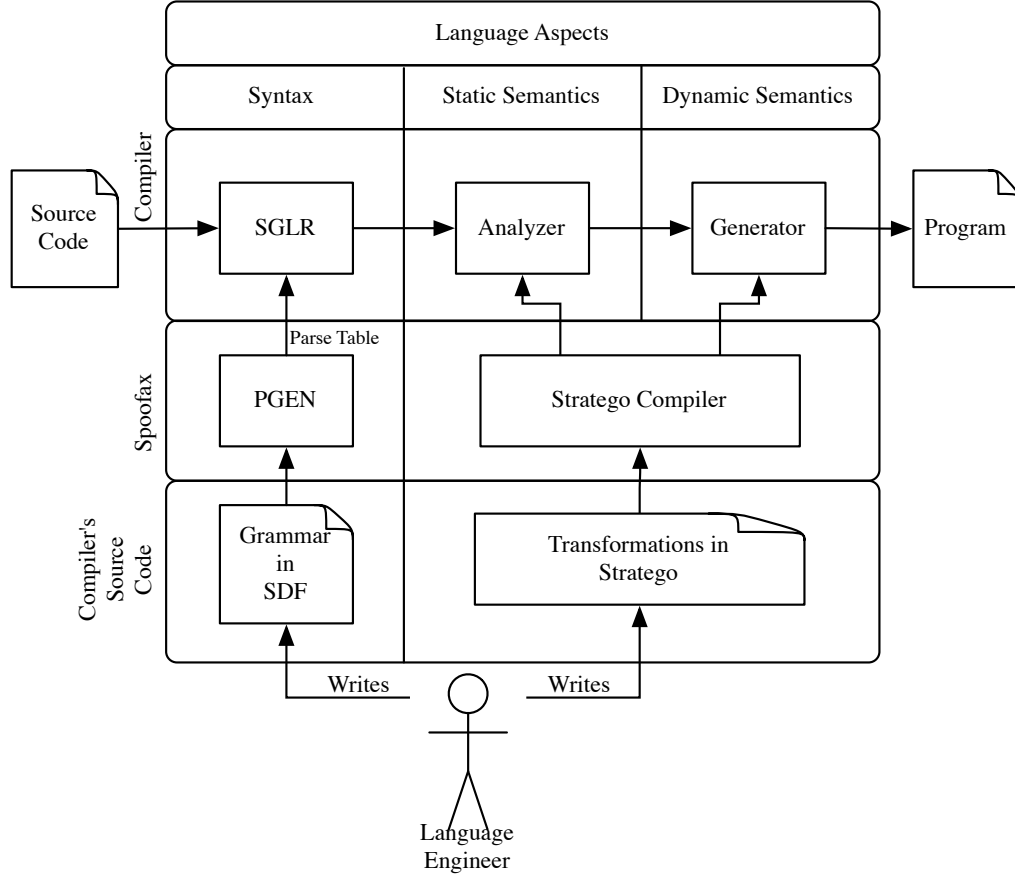 Language Aspects
Syntax
Static Semantics
Dynamic Semantics
Compiler
Source
Code
SGLR
Analyzer
Generator
Program
Parse Table
Spoofax
PGEN
Stratego Compiler
Compiler's
Source
Code
Grammar
in
SDF
Transformations in
Stratego
Writes
Writes
Language
Engineer